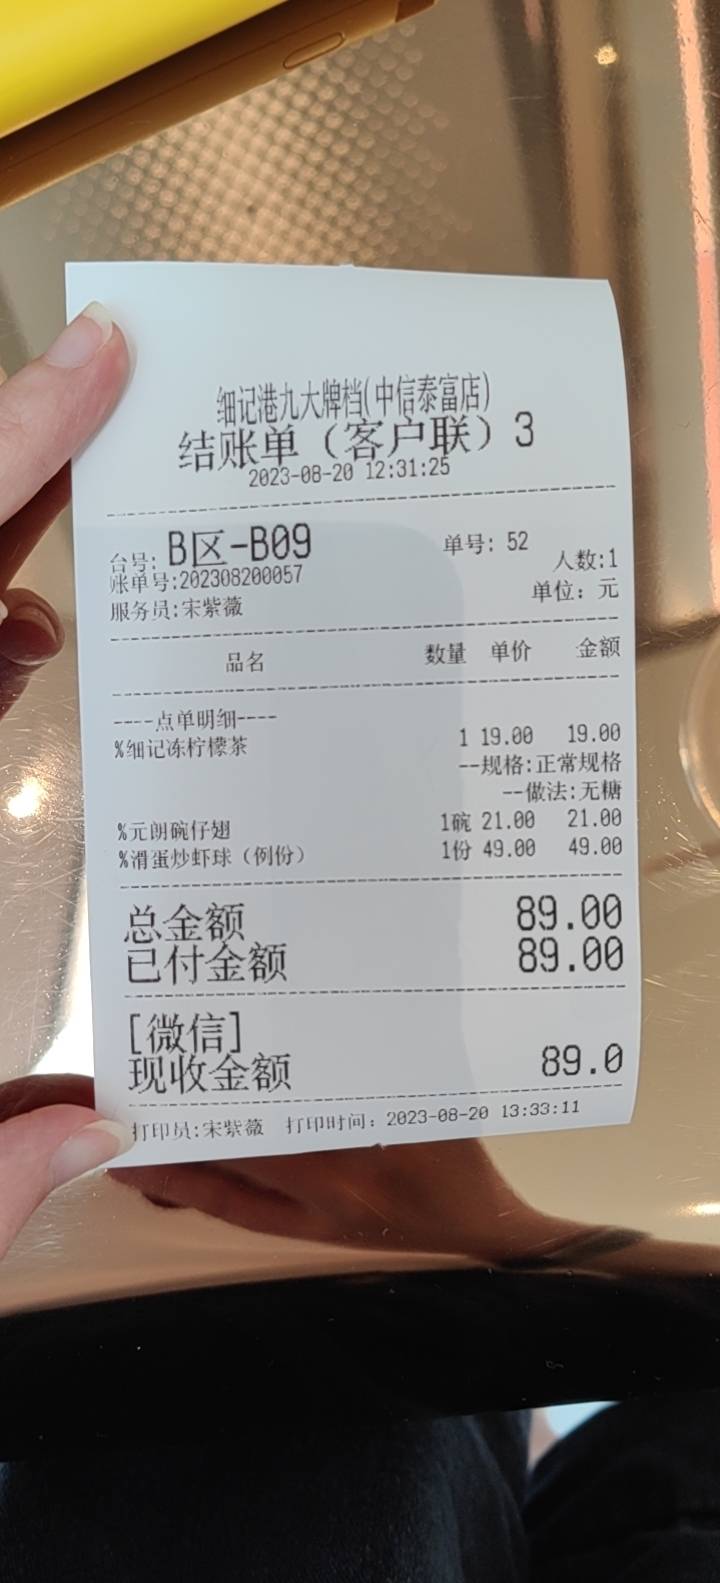 细记港九大牌档(中信泰富店)
结账单（客户联）3
2023-08-20 12:31:25
台号: B区-B09 单号: 52
账单号:202308200057 人数:1
服务员:宋紫薇 单位: 元
品名 数量 单价 金额
----点单明细----
%细记冻柠檬茶 1 19.00 19.00
--规格:正常规格
--做法:无糖
%元朗碗仔翅 1碗 21.00 21.00
%滑蛋炒虾球（例份） 1份 49.00 49.00
总金额 89.00
已付金额 89.00
[微信]
现收金额 89.0
打印员:宋紫薇 打印时间: 2023-08-20 13:33:11